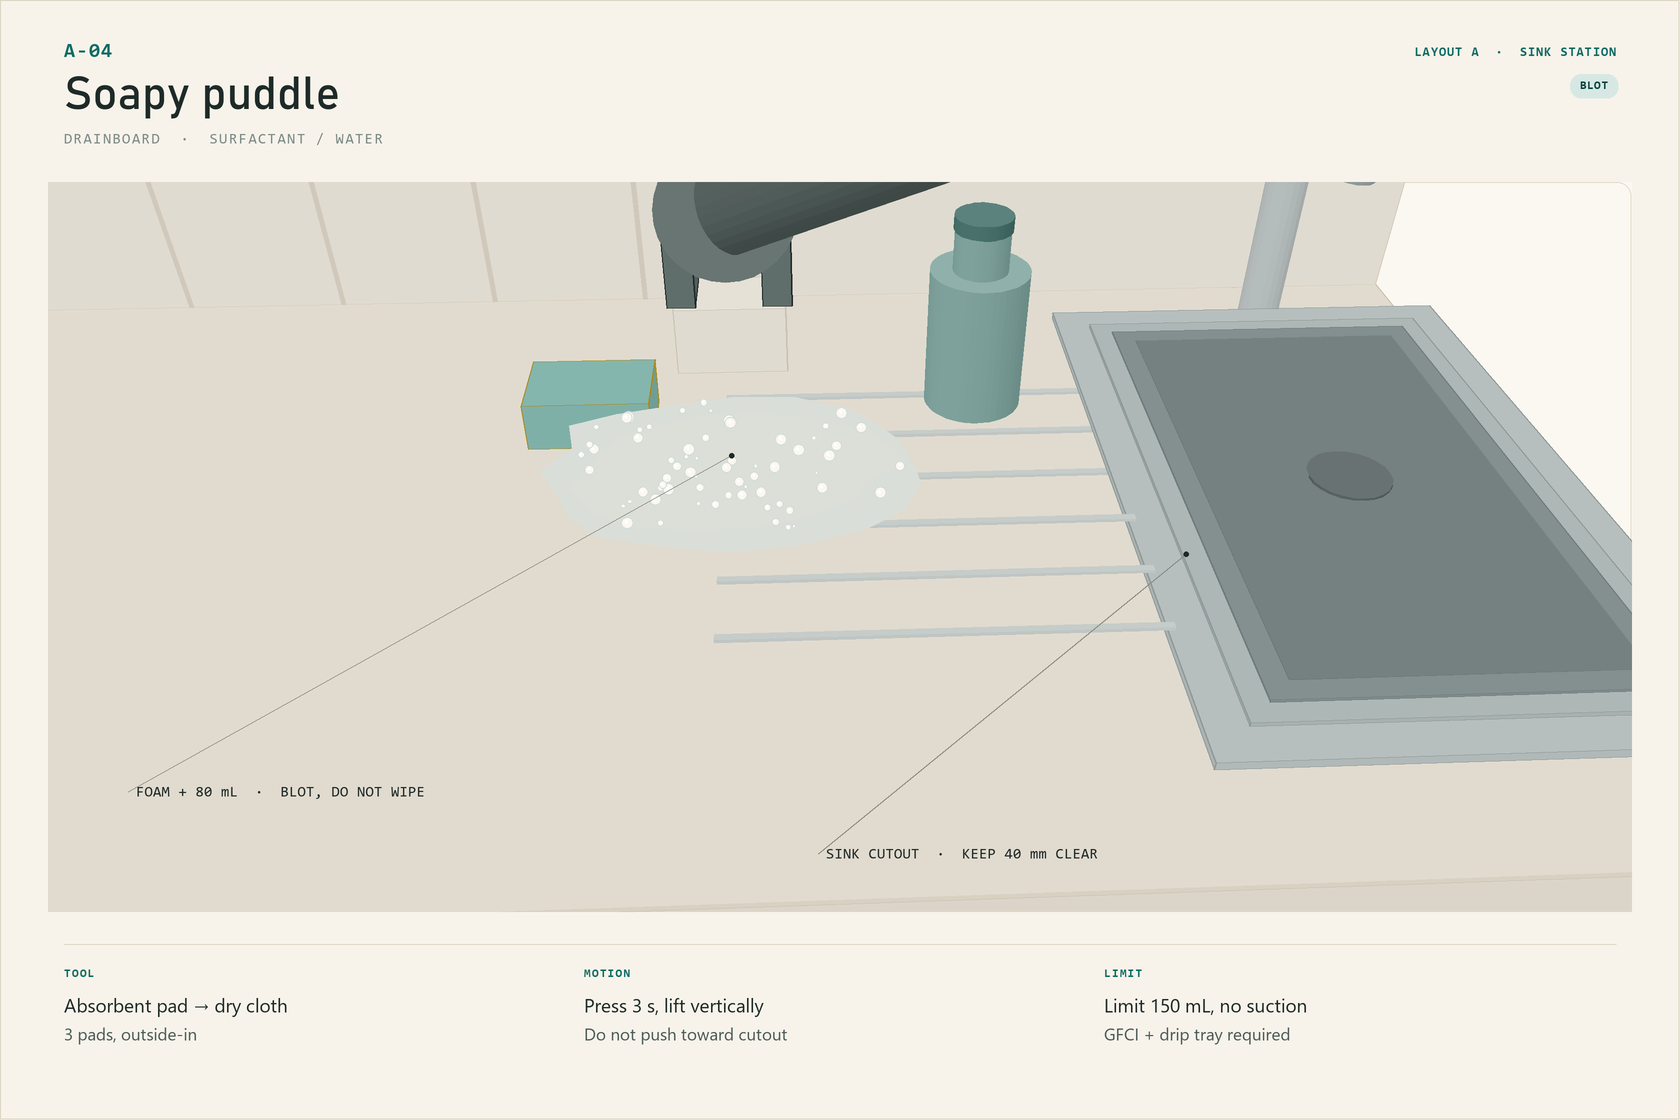 A-04
LAYOUT A · SINK STATION
Soapy puddle
BLOT
DRAINBOARD · SURFACTANT / WATER
FOAM + 80 mL · BLOT, DO NOT WIPE
SINK CUTOUT · KEEP 40 mm CLEAR
TOOL
Absorbent pad → dry cloth
3 pads, outside-in
MOTION
Press 3 s, lift vertically
Do not push toward cutout
LIMIT
Limit 150 mL, no suction
GFCI + drip tray required